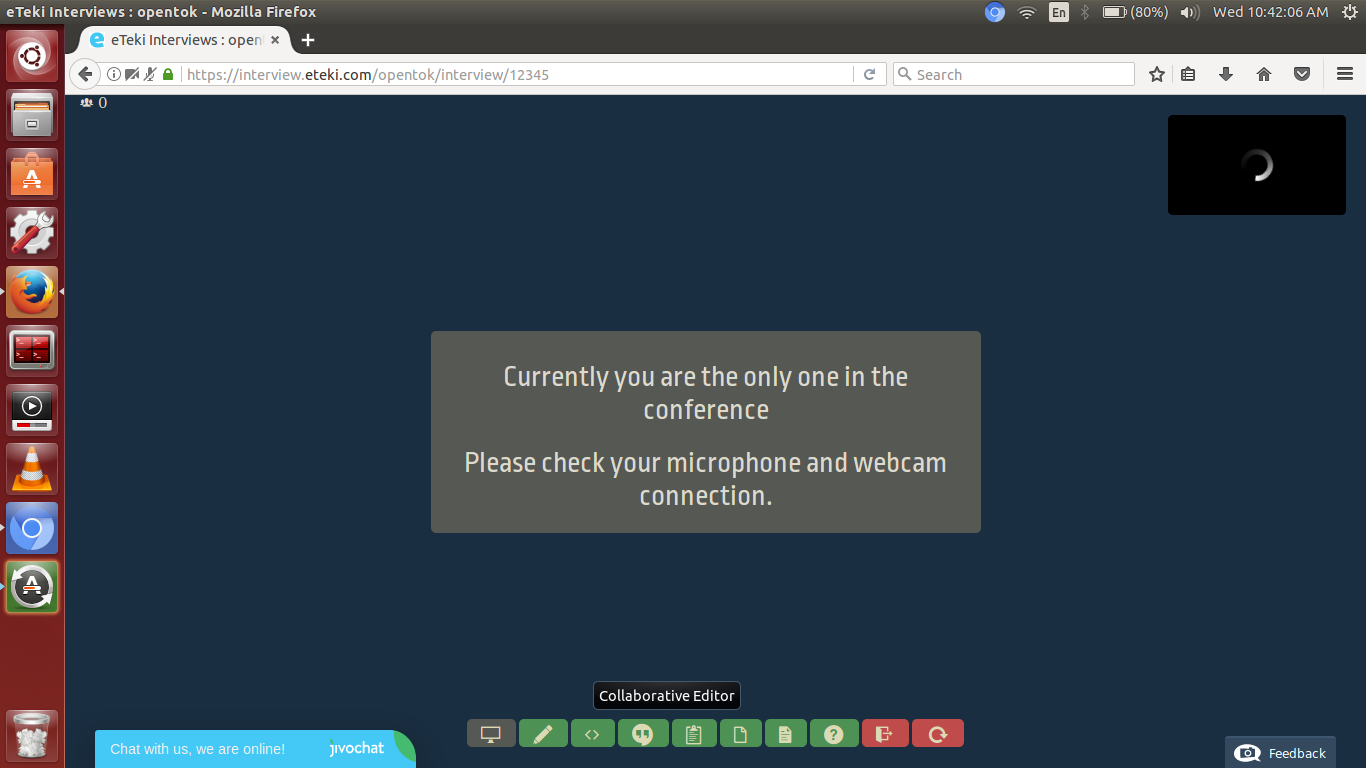 eTeki Interviews : opentok - Mozilla Firefox
En
(80%)
Wed 10:42:06 AM
eTeki Interviews : open
https://interview.eteki.com/opentok/interview/12345
Search
0
Currently you are the only one in the
conference
Please check your microphone and webcam
connection.
Collaborative Editor
Chat with us, we are online!
jivochat
Feedback